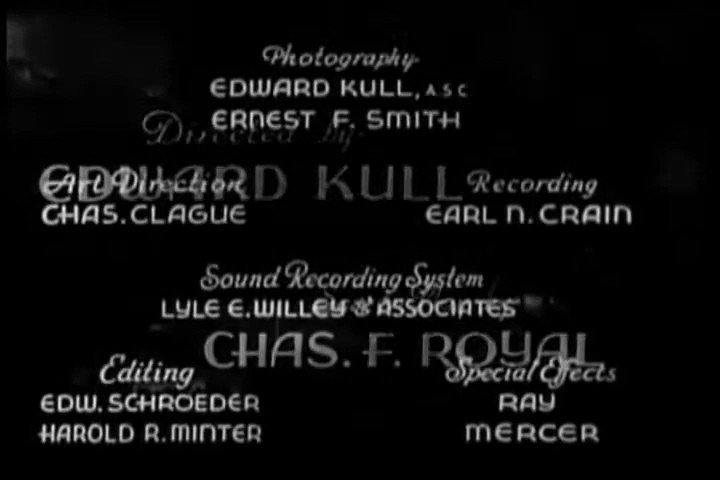 Photography
EDWARD KULL, A S C
ERNEST F. SMITH
Directed by
EDWARD KULL
Art Direction
CHAS. CLAGUE
Recording
EARL N. CRAIN
Sound Recording System
LYLE E. WILLEY & ASSOCIATES
CHAS. F. ROYAL
Editing
EDW. SCHROEDER
HAROLD R. MINTER
Special Effects
RAY
MERCER